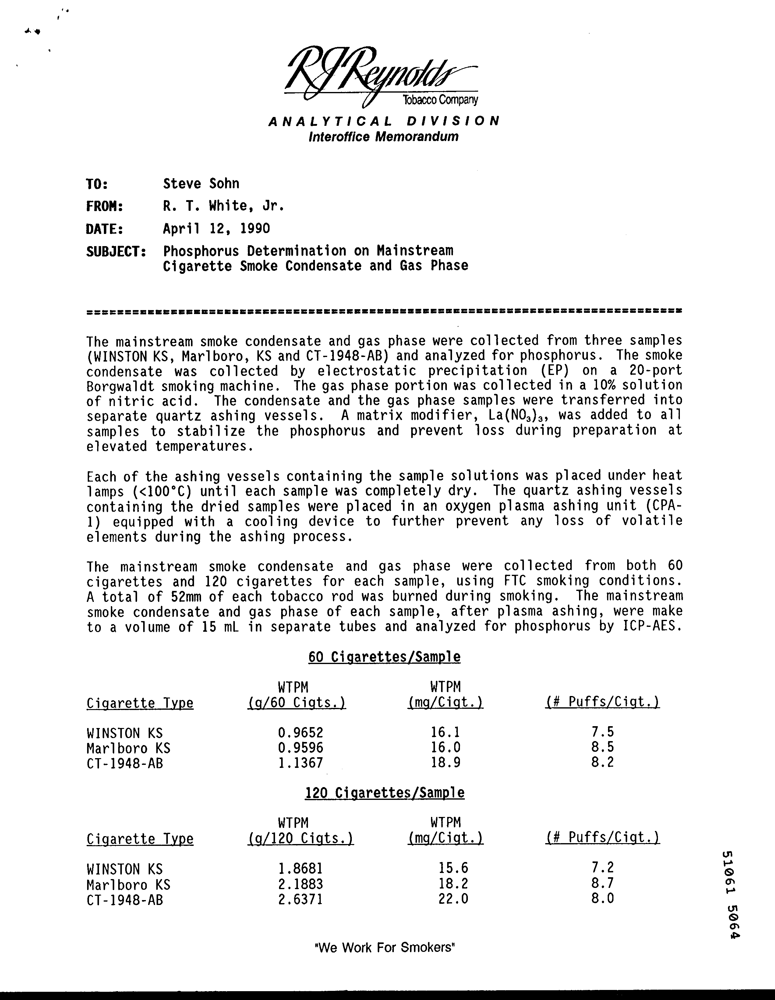 RJReynolds
Tobacco Company
ANALYTICAL DIVISION
Interoffice Memorandum
TO: Steve Sohn
FROM: R. T. White, Jr.
DATE: April 12, 1990
SUBJECT: Phosphorus Determination on Mainstream
Cigarette Smoke Condensate and Gas Phase
================================================================================
The mainstream smoke condensate and gas phase were collected from three samples
(WINSTON KS, Marlboro, KS and CT-1948-AB) and analyzed for phosphorus. The smoke
condensate was collected by electrostatic precipitation (EP) on a 20-port
Borgwaldt smoking machine. The gas phase portion was collected in a 10% solution
of nitric acid. The condensate and the gas phase samples were transferred into
separate quartz ashing vessels. A matrix modifier, La(NO₃)₃, was added to all
samples to stabilize the phosphorus and prevent loss during preparation at
elevated temperatures.
Each of the ashing vessels containing the sample solutions was placed under heat
lamps (<100°C) until each sample was completely dry. The quartz ashing vessels
containing the dried samples were placed in an oxygen plasma ashing unit (CPA-
1) equipped with a cooling device to further prevent any loss of volatile
elements during the ashing process.
The mainstream smoke condensate and gas phase were collected from both 60
cigarettes and 120 cigarettes for each sample, using FTC smoking conditions.
A total of 52mm of each tobacco rod was burned during smoking. The mainstream
smoke condensate and gas phase of each sample, after plasma ashing, were make
to a volume of 15 mL in separate tubes and analyzed for phosphorus by ICP-AES.
60 Cigarettes/Sample
WTPM WTPM
Cigarette Type (g/60 Cigts.) (mg/Cigt.) (# Puffs/Cigt.)
WINSTON KS 0.9652 16.1 7.5
Marlboro KS 0.9596 16.0 8.5
CT-1948-AB 1.1367 18.9 8.2
120 Cigarettes/Sample
WTPM WTPM
Cigarette Type (g/120 Cigts.) (mg/Cigt.) (# Puffs/Cigt.)
WINSTON KS 1.8681 15.6 7.2
Marlboro KS 2.1883 18.2 8.7
CT-1948-AB 2.6371 22.0 8.0
"We Work For Smokers"
51061 5064